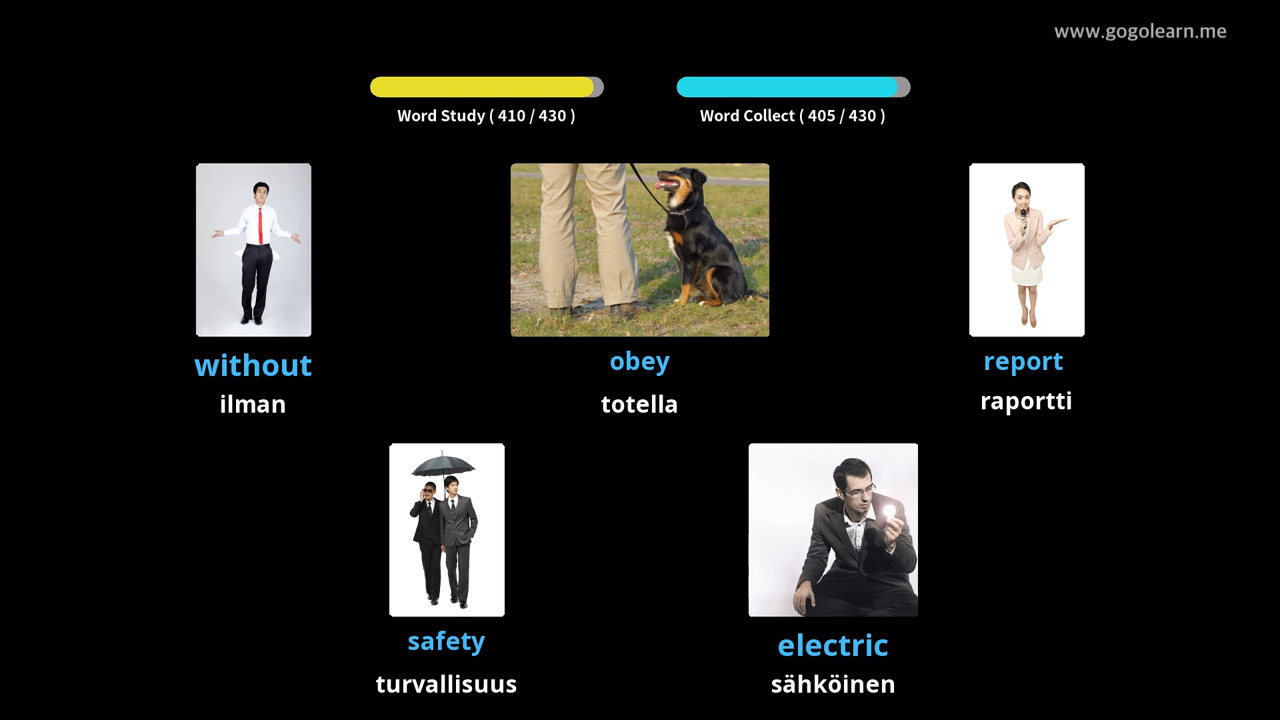 www.gogolearn.me
Word Study ( 410 / 430 )
Word Collect ( 405 / 430 )
without
ilman
obey
totella
report
raportti
safety
turvallisuus
electric
sähköinen